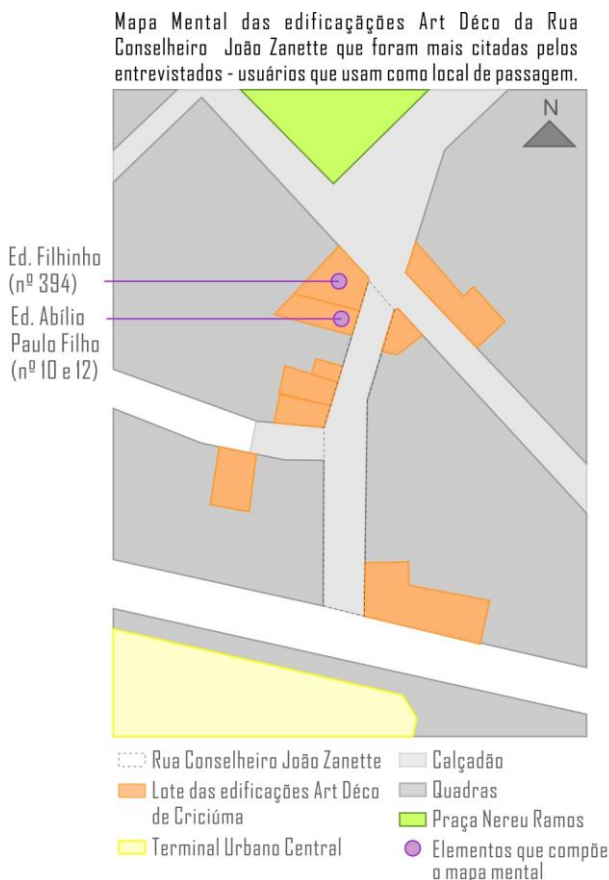 Mapa Mental das edificaçãções Art Déco da Rua
Conselheiro João Zanette que foram mais citadas pelos
entrevistados - usuários que usam como local de passagem.
N
Ed. Filhinho
(nº 394)
Ed. Abílio
Paulo Filho
(nº 10 e 12)
Rua Conselheiro João Zanette
Lote das edificações Art Déco
de Criciúma
Terminal Urbano Central
Calçadão
Quadras
Praça Nereu Ramos
Elementos que compõe
o mapa mental